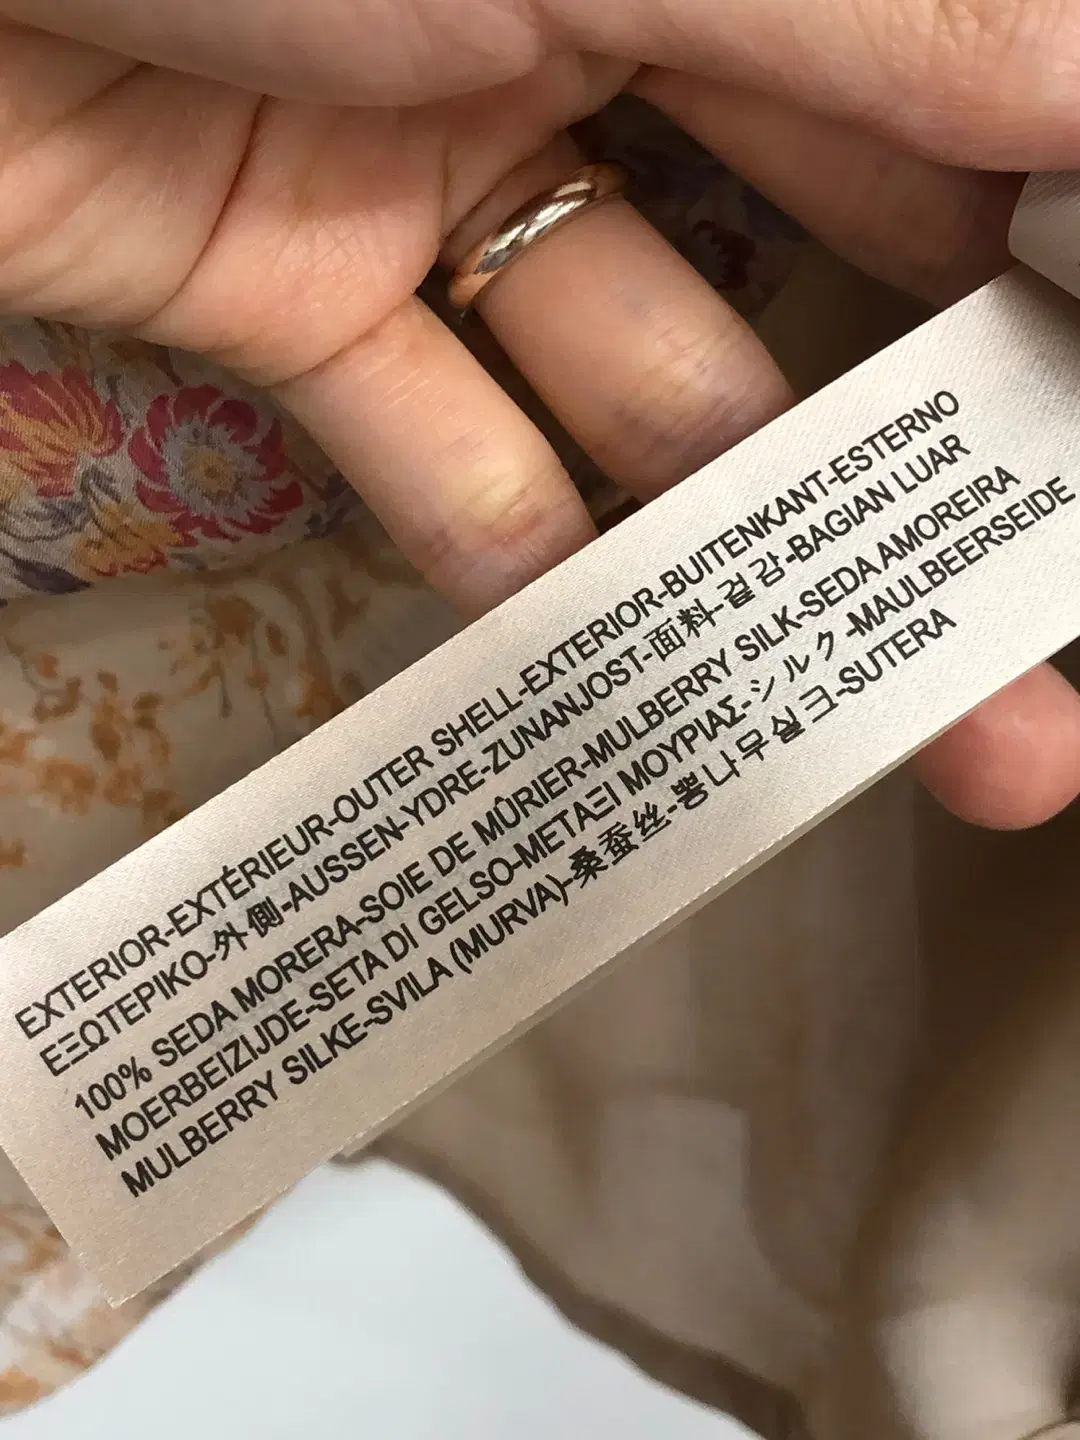 EXTERIOR-EXTÉRIEUR-OUTER SHELL-EXTERIOR-BUITENKANT-ESTERNO
ΕΞΩΤΕΡΙΚΟ-外側-AUSSEN-YDRE-ZUNANJOST-面料-겉감-BAGIAN LUAR
100% SEDA MORERA-SOIE DE MÛRIER-MULBERRY SILK-SEDA AMOREIRA
MOERBEIZIJDE-SETA DI GELSO-ΜΕΤΑΞΙ ΜΟΥΡΙΑΣ-シルク-MAULBEERSEIDE
MULBERRY SILKE-SVILA (MURVA)-桑蚕丝-뽕나무실크-SUTERA